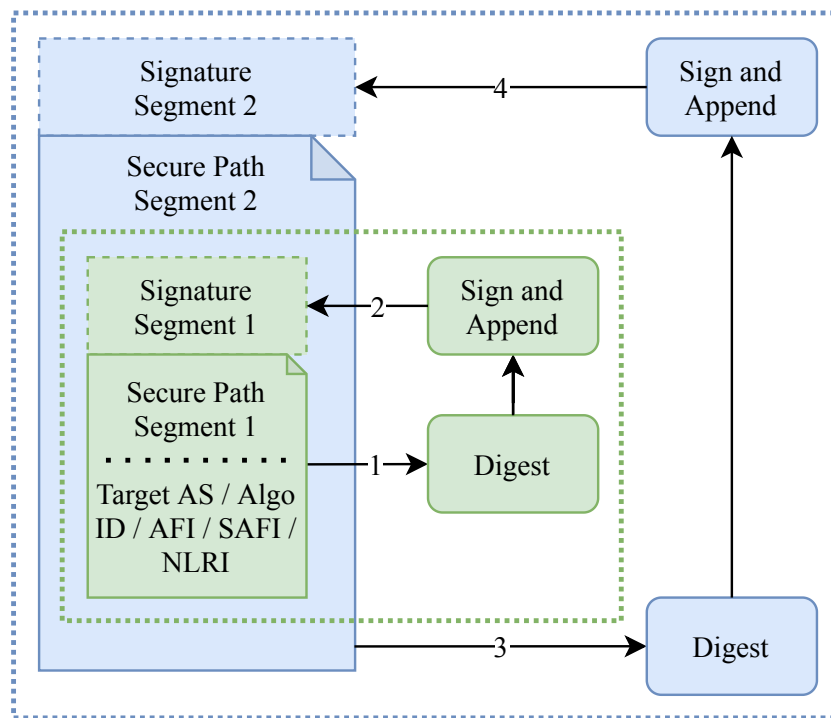 Signature
Segment 2
4
Sign and
Append
Secure Path
Segment 2
Signature
Segment 1
2
Sign and
Append
Secure Path
Segment 1
1
Digest
Target AS / Algo
ID / AFI / SAFI /
NLRI
3
Digest